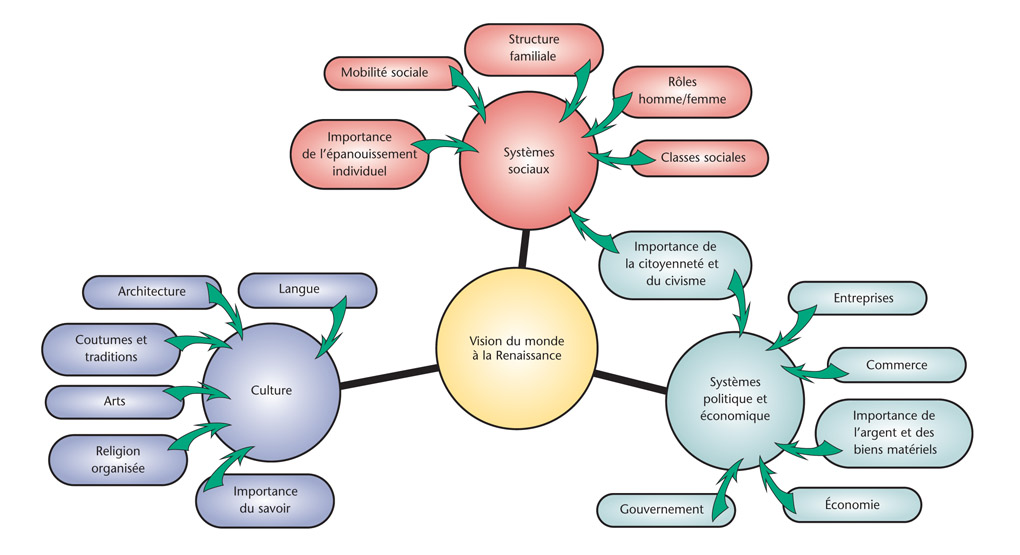 Structure
familiale
Mobilité sociale
Rôles
homme/femme
Importance
de l'épanouissement
individuel
Systèmes
sociaux
Classes sociales
Importance de
la citoyenneté et
du civisme
Architecture
Langue
Entreprises
Coutumes et
traditions
Vision du monde
à la Renaissance
Commerce
Culture
Systèmes
politique et
économique
Arts
Importance de
l'argent et des
biens matériels
Religion
organisée
Importance
du savoir
Gouvernement
Économie